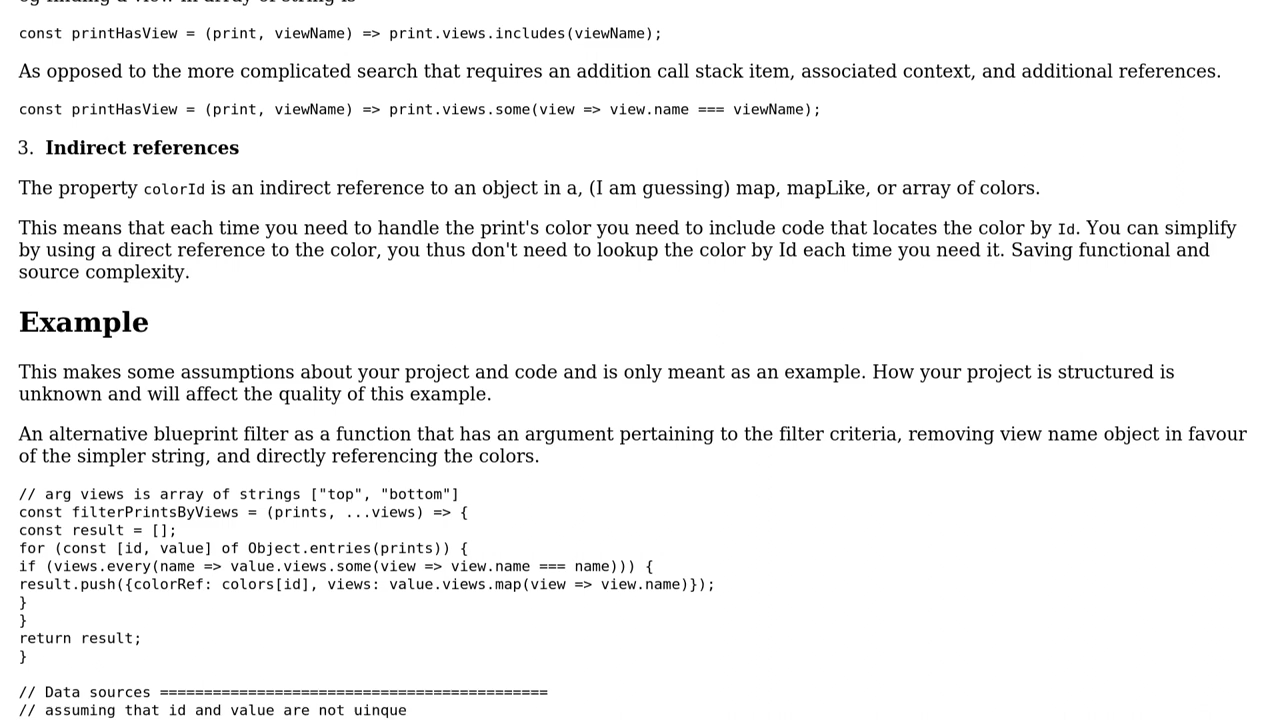 const printHasView = (print, viewName) => print.views.includes(viewName);
As opposed to the more complicated search that requires an addition call stack item, associated context, and additional references.
const printHasView = (print, viewName) => print.views.some(view => view.name === viewName);
3. Indirect references
The property colorId is an indirect reference to an object in a, (I am guessing) map, mapLike, or array of colors.
This means that each time you need to handle the print's color you need to include code that locates the color by Id. You can simplify
by using a direct reference to the color, you thus don't need to lookup the color by Id each time you need it. Saving functional and
source complexity.
Example
This makes some assumptions about your project and code and is only meant as an example. How your project is structured is
unknown and will affect the quality of this example.
An alternative blueprint filter as a function that has an argument pertaining to the filter criteria, removing view name object in favour
of the simpler string, and directly referencing the colors.
// arg views is array of strings ["top", "bottom"]
const filterPrintsByViews = (prints, ...views) => {
const result = [];
for (const [id, value] of Object.entries(prints)) {
if (views.every(name => value.views.some(view => view.name === name))) {
result.push({colorRef: colors[id], views: value.views.map(view => view.name)});
}
}
return result;
}
// Data sources ============================================
// assuming that id and value are not uinque